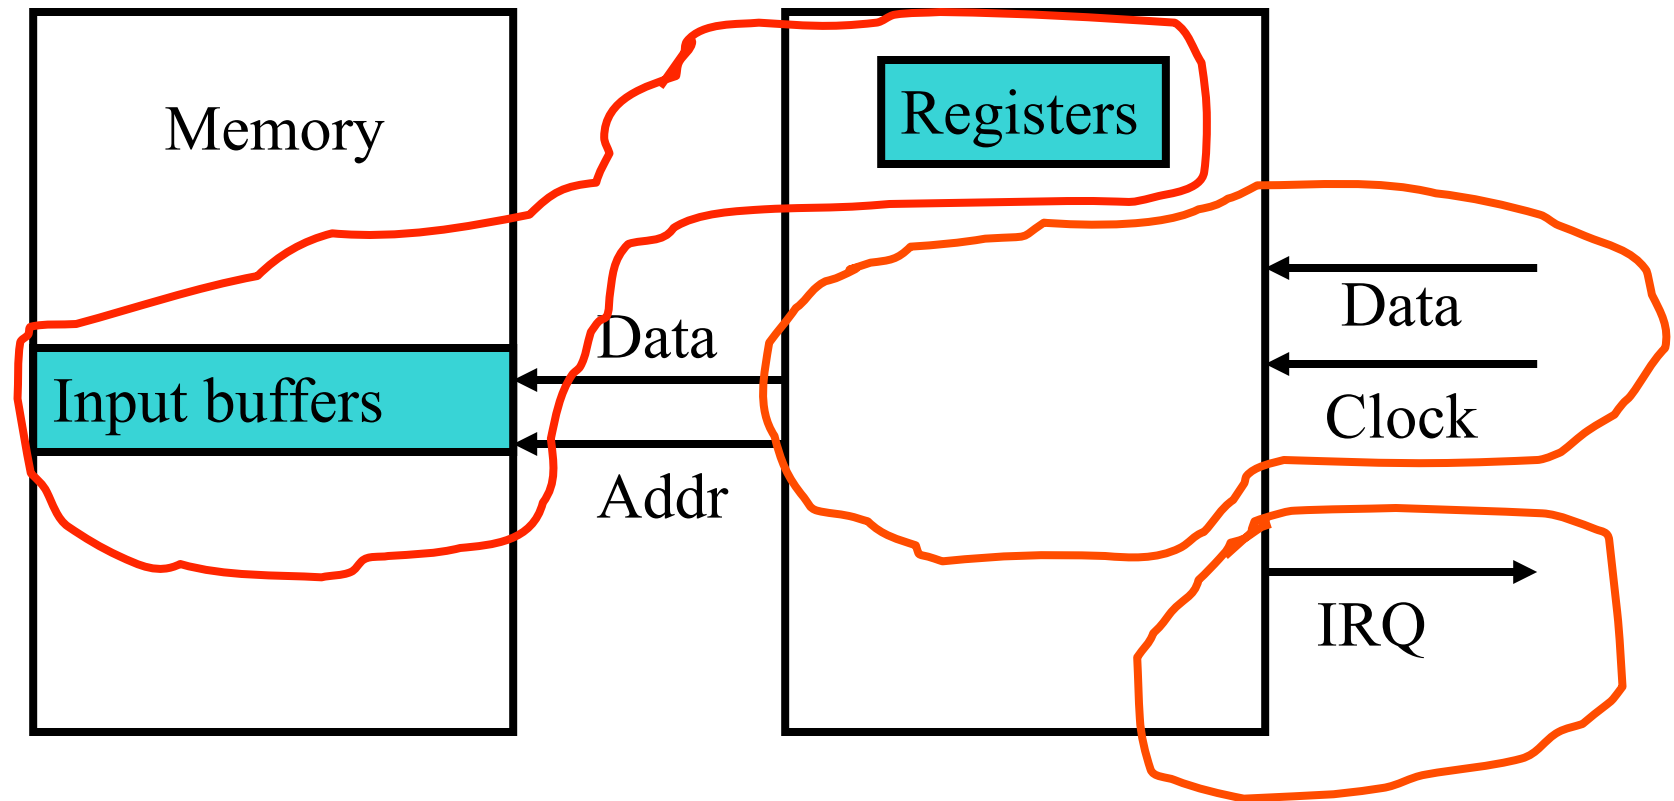 Memory
Registers
Data
Clock
Data
Input buffers
Addr
IRQ